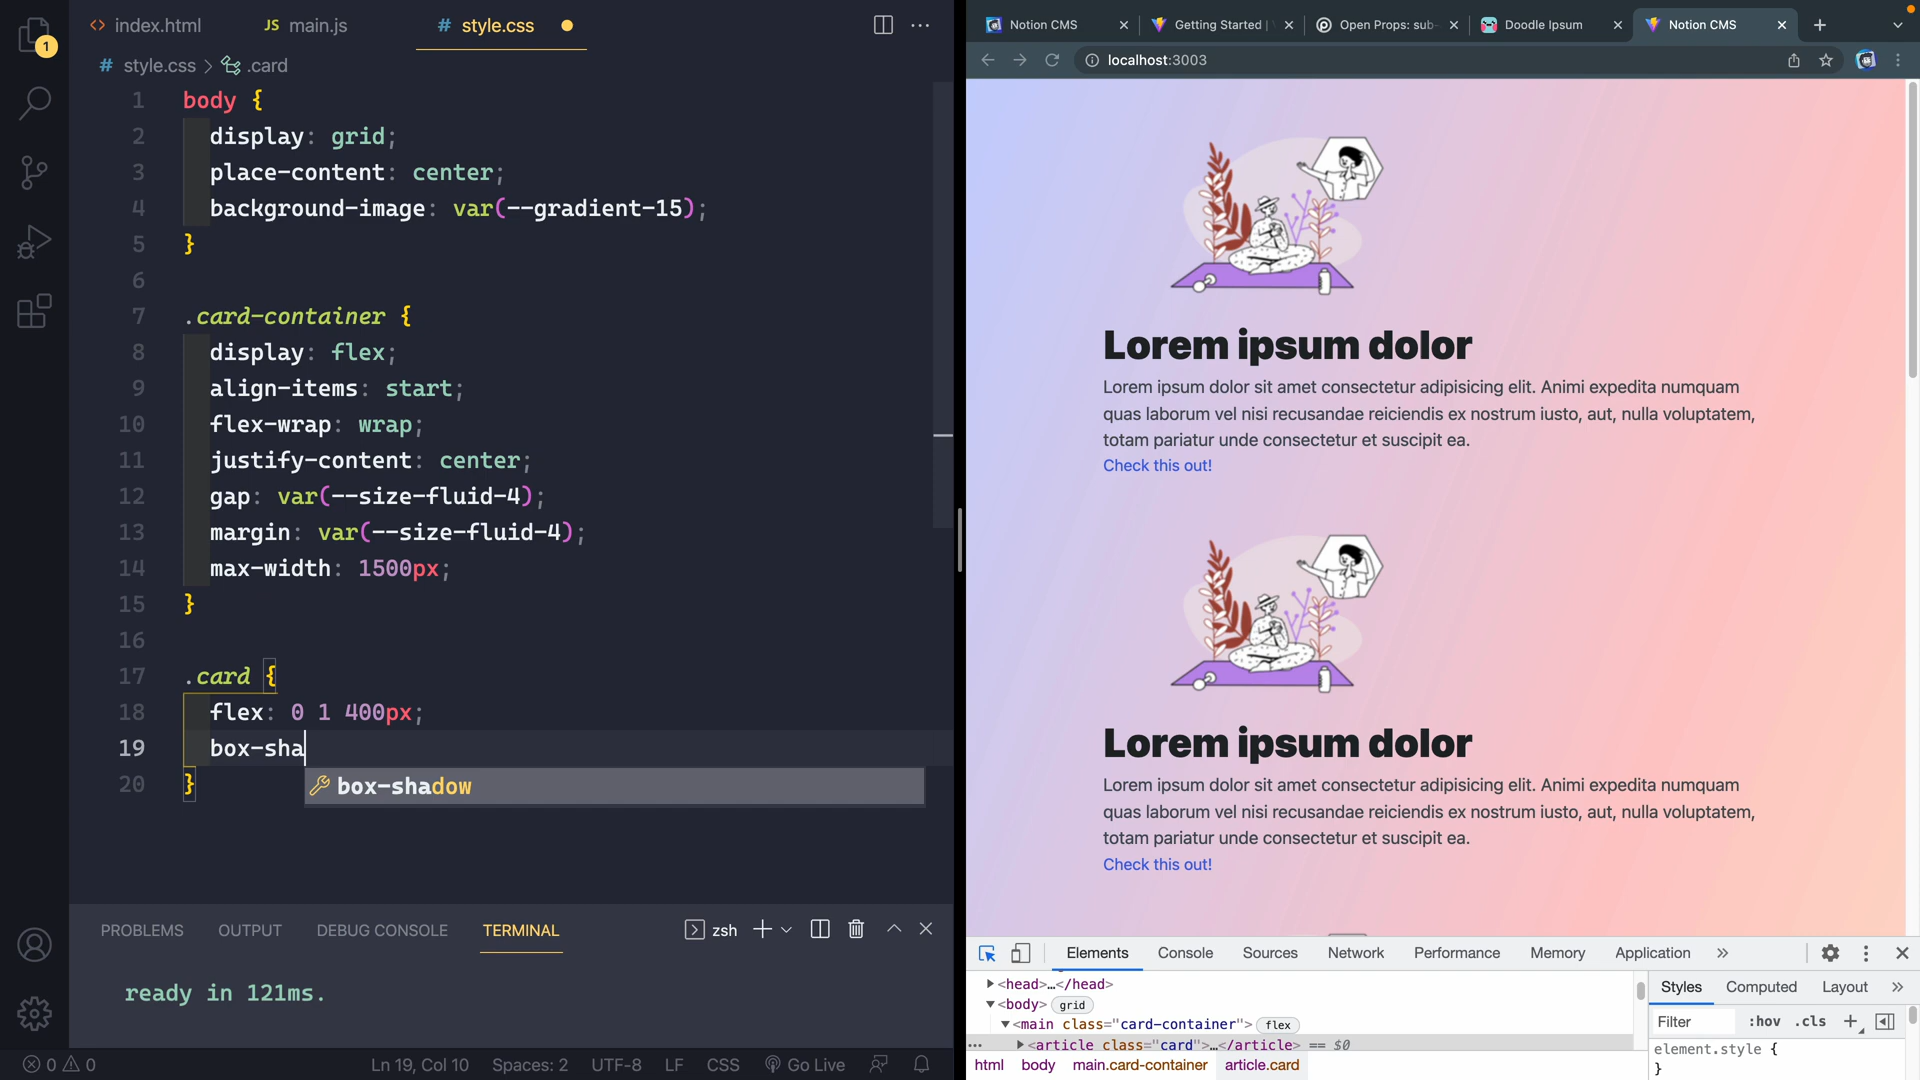 index.html
JS main.js
# style.css
# style.css > .card
1 body {
2 display: grid;
3 place-content: center;
4 background-image: var(--gradient-15);
5 }
6
7 .card-container {
8 display: flex;
9 align-items: start;
10 flex-wrap: wrap;
11 justify-content: center;
12 gap: var(--size-fluid-4);
13 margin: var(--size-fluid-4);
14 max-width: 1500px;
15 }
16
17 .card {
18 flex: 0 1 400px;
19 box-sha
box-shadow
20 }
1
PROBLEMS OUTPUT DEBUG CONSOLE TERMINAL zsh
ready in 121ms.
0 0 Ln 19, Col 10 Spaces: 2 UTF-8 LF CSS Go Live
Notion CMS
Getting Started |
Open Props: sub-
Doodle Ipsum
Notion CMS
localhost:3003
Lorem ipsum dolor
Lorem ipsum dolor sit amet consectetur adipisicing elit. Animi expedita numquam
quas laborum vel nisi recusandae reiciendis ex nostrum iusto, aut, nulla voluptatem,
totam pariatur unde consectetur et suscipit ea.
Check this out!
Lorem ipsum dolor
Lorem ipsum dolor sit amet consectetur adipisicing elit. Animi expedita numquam
quas laborum vel nisi recusandae reiciendis ex nostrum iusto, aut, nulla voluptatem,
totam pariatur unde consectetur et suscipit ea.
Check this out!
Elements Console Sources Network Performance Memory Application »
<head>…</head>
<body> grid
<main class="card-container"> flex
<article class="card">…</article> == $0
html body main.card-container article.card
Styles Computed Layout »
Filter :hov .cls +
element.style {
}